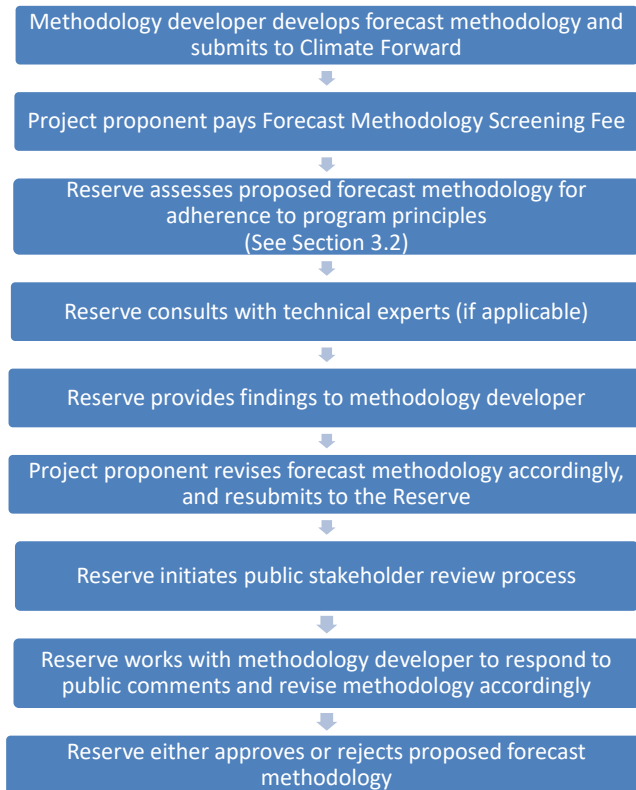 Methodology developer develops forecast methodology and
submits to Climate Forward
Project proponent pays Forecast Methodology Screening Fee
Reserve assesses proposed forecast methodology for
adherence to program principles
(See Section 3.2)
Reserve consults with technical experts (if applicable)
Reserve provides findings to methodology developer
Project proponent revises forecast methodology accordingly,
and resubmits to the Reserve
Reserve initiates public stakeholder review process
Reserve works with methodology developer to respond to
public comments and revise methodology accordingly
Reserve either approves or rejects proposed forecast
methodology